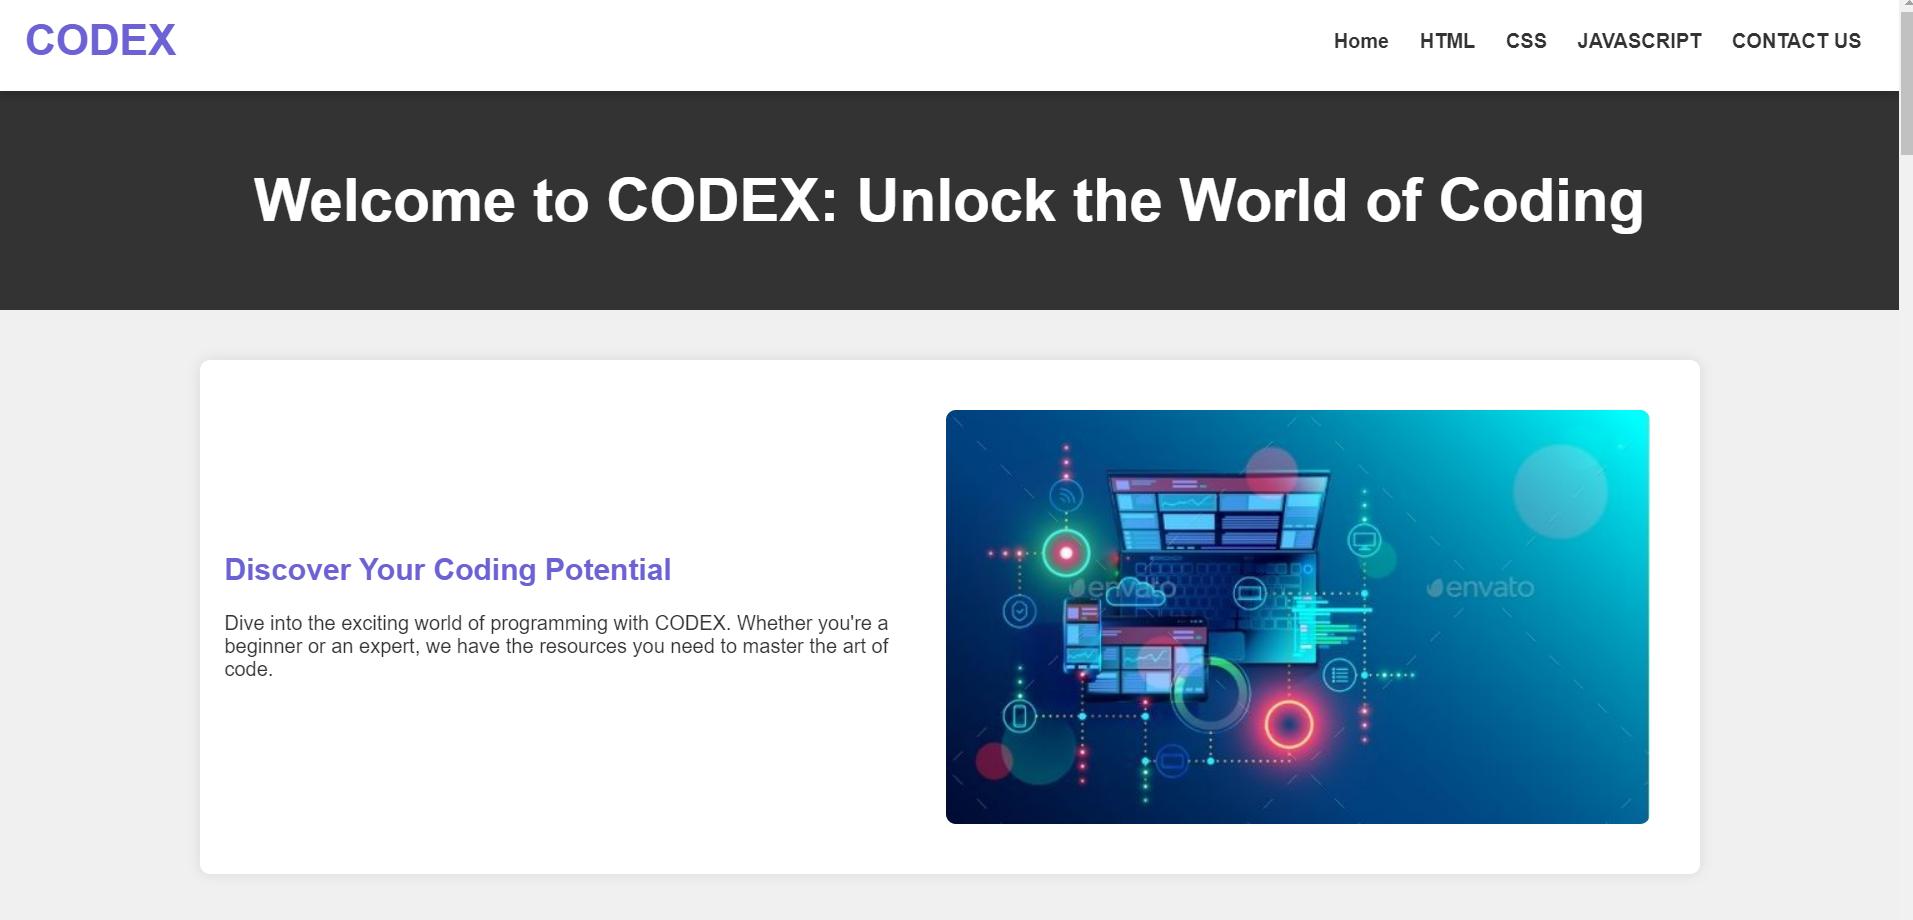 CODEX
Home HTML CSS JAVASCRIPT CONTACT US
Welcome to CODEX: Unlock the World of Coding
Discover Your Coding Potential
Dive into the exciting world of programming with CODEX. Whether you're a
beginner or an expert, we have the resources you need to master the art of
code.
envato envato